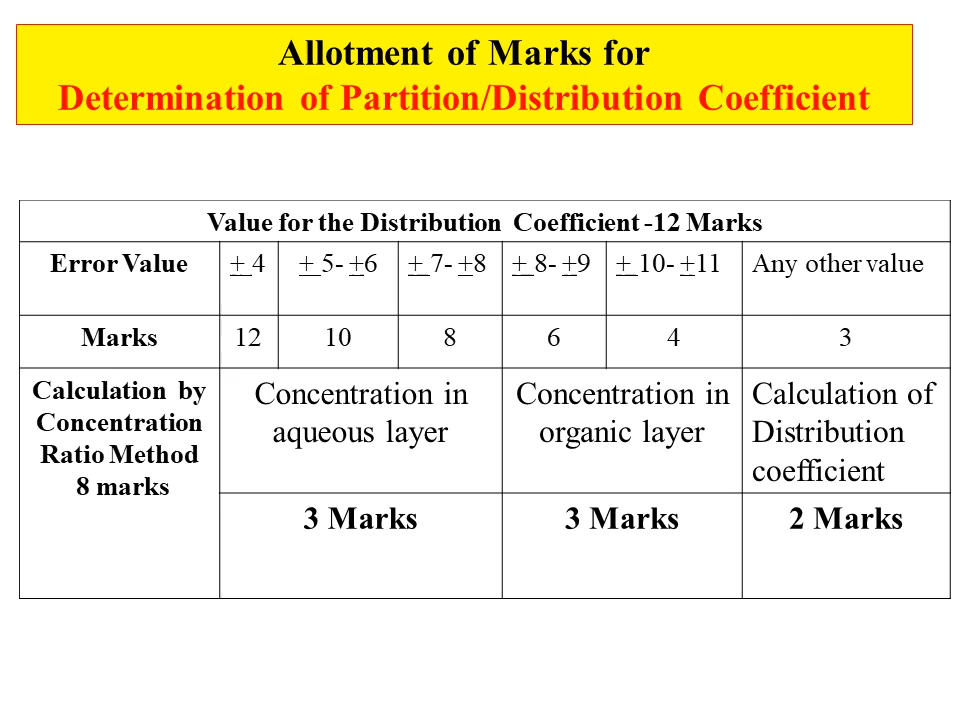 Allotment of Marks for
Determination of Partition/Distribution Coefficient
Value for the Distribution Coefficient -12 Marks
Error Value + 4 + 5- +6 + 7- +8 + 8- +9 + 10- +11 Any other value
Marks 12 10 8 6 4 3
Calculation by
Concentration
Ratio Method
8 marks
Concentration in
aqueous layer
Concentration in
organic layer
Calculation of
Distribution
coefficient
3 Marks 3 Marks 2 Marks